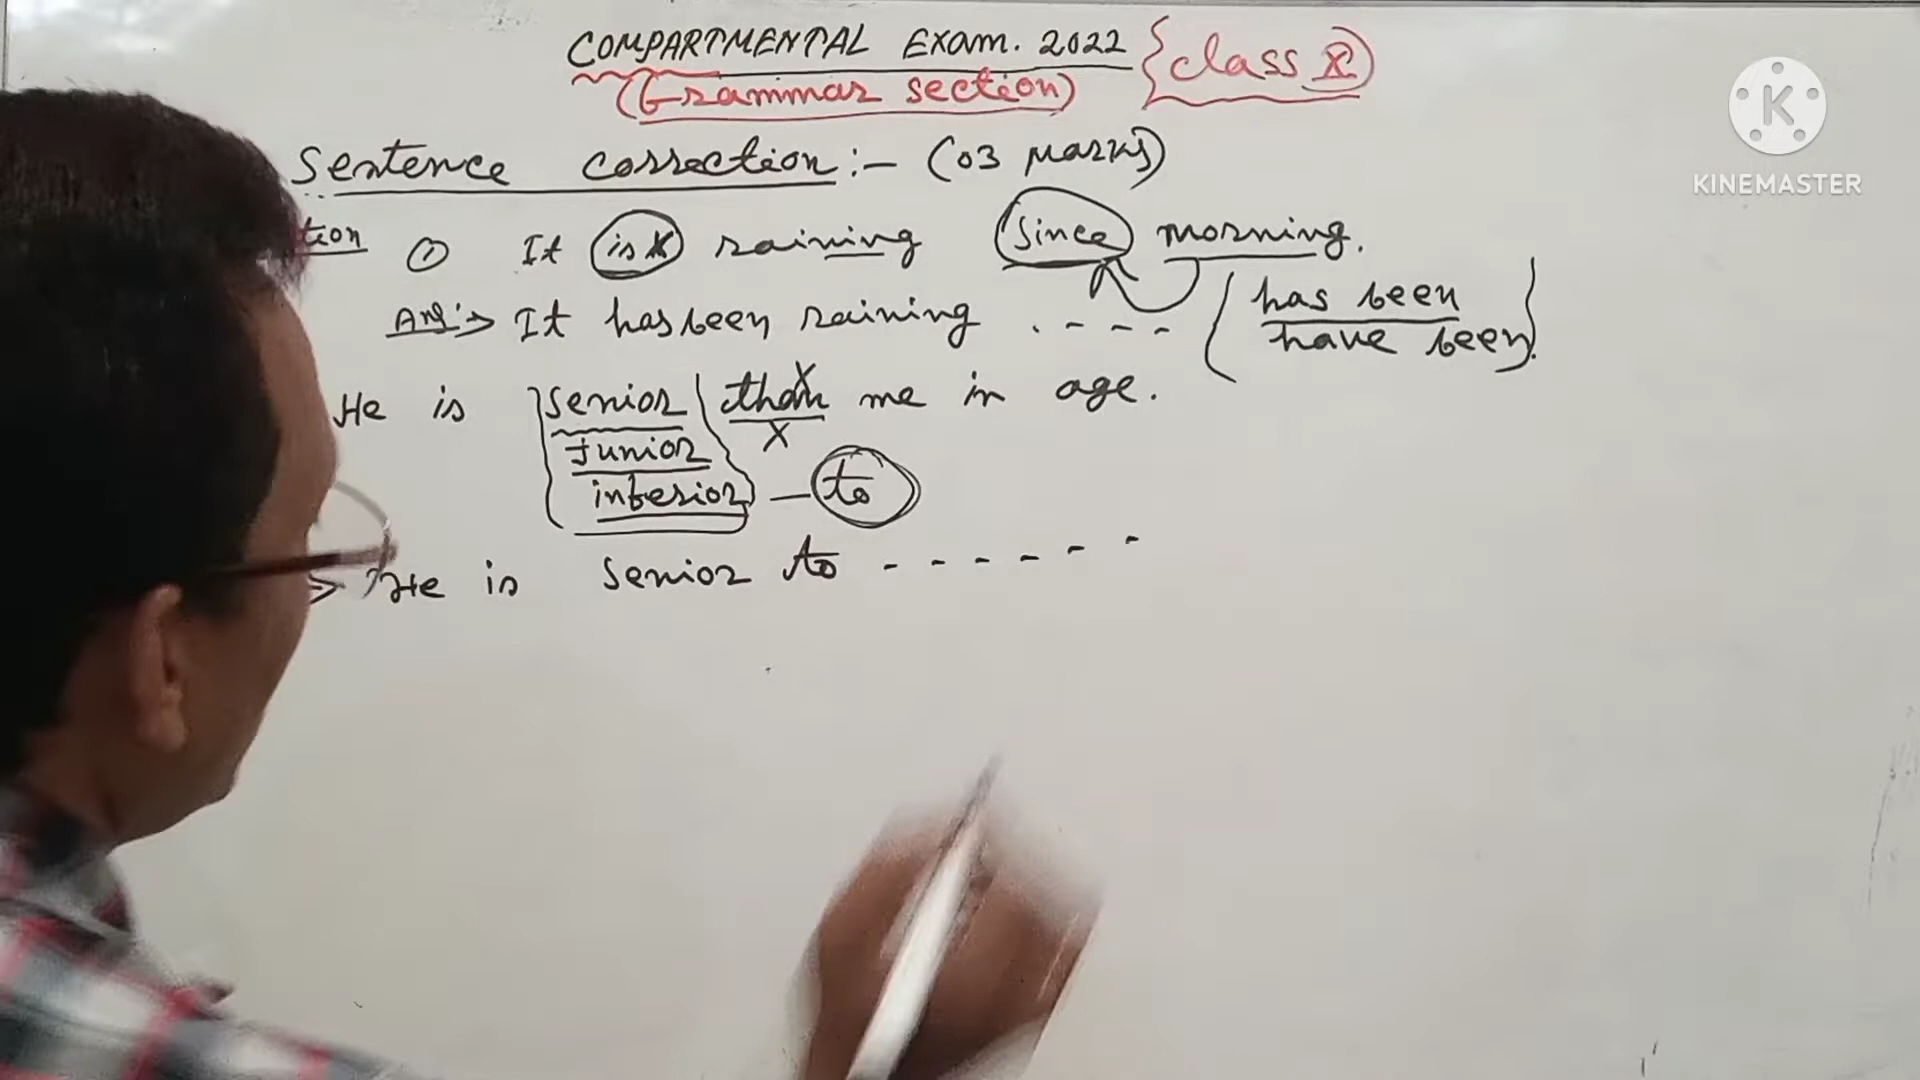 COMPARTMENTAL EXAM. 2022 {class X}
(Grammar section)
K
KINEMASTER
Sentence correction:- (03 Marks)
tion ① It is X raining since morning.
Ans:→ It has been raining . - - - ( has been
have been. }
He is senior than me in age.
X
Junior
inferior — to
→ He is senior to - - - - - -